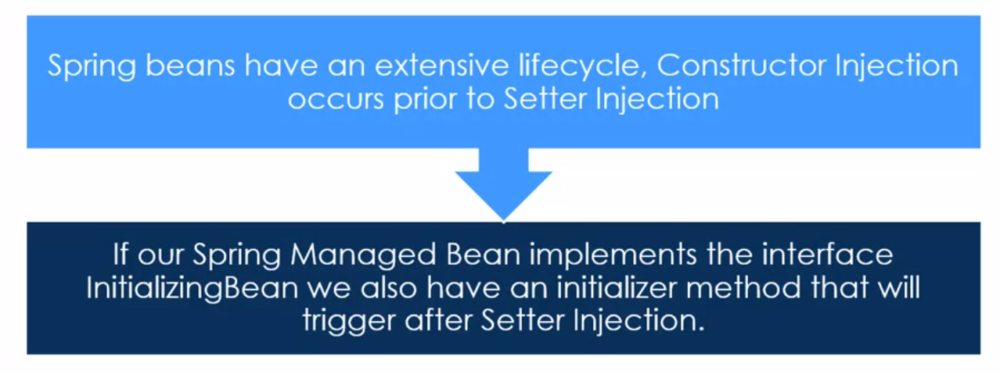 Spring beans have an extensive lifecycle, Constructor Injection
occurs prior to Setter Injection
If our Spring Managed Bean implements the interface
InitializingBean we also have an initializer method that will
trigger after Setter Injection.